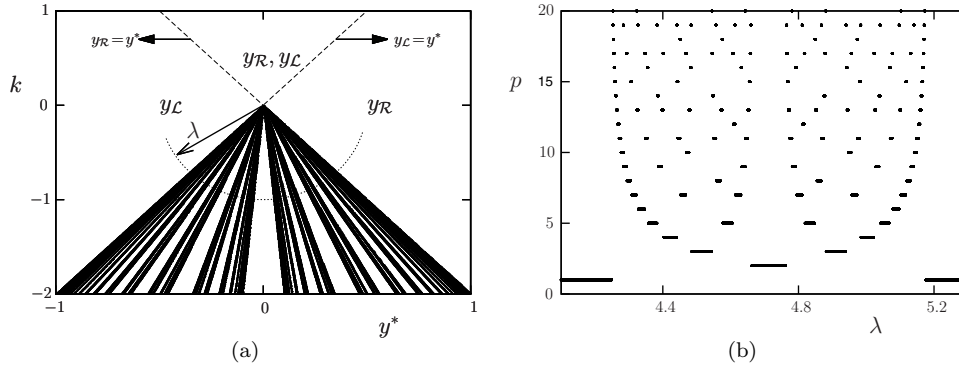 1
0
−1
−2
k
−1
0
1
y*
y_R=y*
y_L=y*
y_R, y_L
y_L
y_R
λ
(a)
20
15
10
5
0
p
4.4
4.8
5.2
λ
(b)